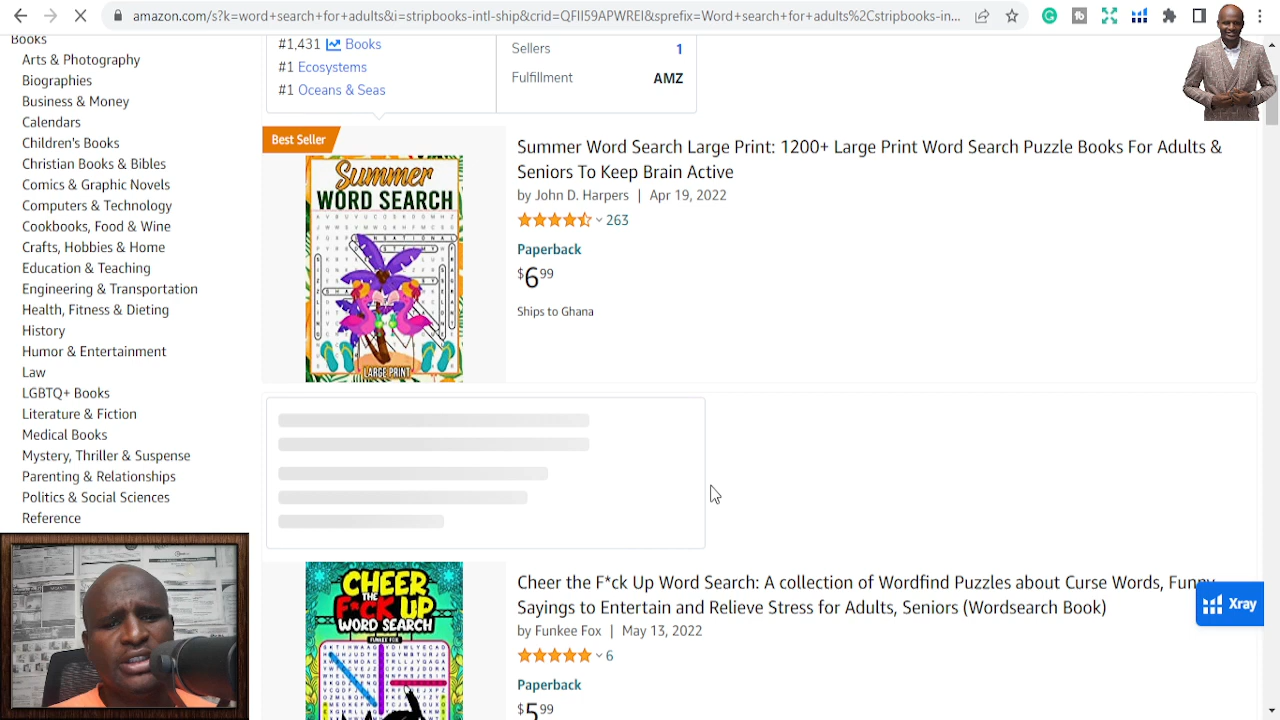 amazon.com/s?k=word+search+for+adults&i=stripbooks-intl-ship&crid=QFII59APWREI&sprefix=Word+search+for+adults%2Cstripbooks-in...
Books
Arts & Photography
Biographies
Business & Money
Calendars
Children's Books
Christian Books & Bibles
Comics & Graphic Novels
Computers & Technology
Cookbooks, Food & Wine
Crafts, Hobbies & Home
Education & Teaching
Engineering & Transportation
Health, Fitness & Dieting
History
Humor & Entertainment
Law
LGBTQ+ Books
Literature & Fiction
Medical Books
Mystery, Thriller & Suspense
Parenting & Relationships
Politics & Social Sciences
Reference
#1,431 Books
#1 Ecosystems
#1 Oceans & Seas
Sellers 1
Fulfillment AMZ
Best Seller
Summer
WORD SEARCH
LARGE PRINT
Summer Word Search Large Print: 1200+ Large Print Word Search Puzzle Books For Adults &
Seniors To Keep Brain Active
by John D. Harpers | Apr 19, 2022
263
Paperback
$6 99
Ships to Ghana
CHEER
THE F*CK UP
WORD SEARCH
FUNKEE FOX
Cheer the F*ck Up Word Search: A collection of Wordfind Puzzles about Curse Words, Funny
Sayings to Entertain and Relieve Stress for Adults, Seniors (Wordsearch Book)
by Funkee Fox | May 13, 2022
6
Paperback
$5 99
Xray